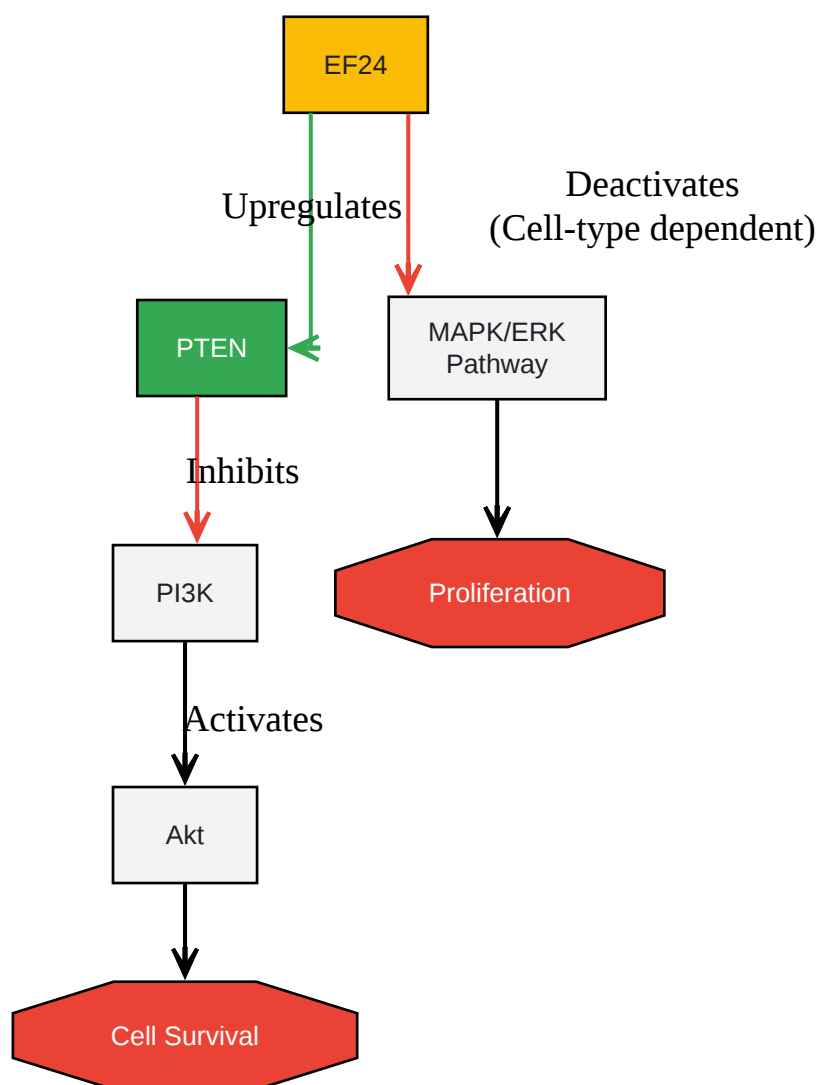 EF24
Upregulates
Deactivates
(Cell-type dependent)
PTEN
MAPK/ERK
Pathway
Inhibits
PI3K
Proliferation
Activates
Akt
Cell Survival